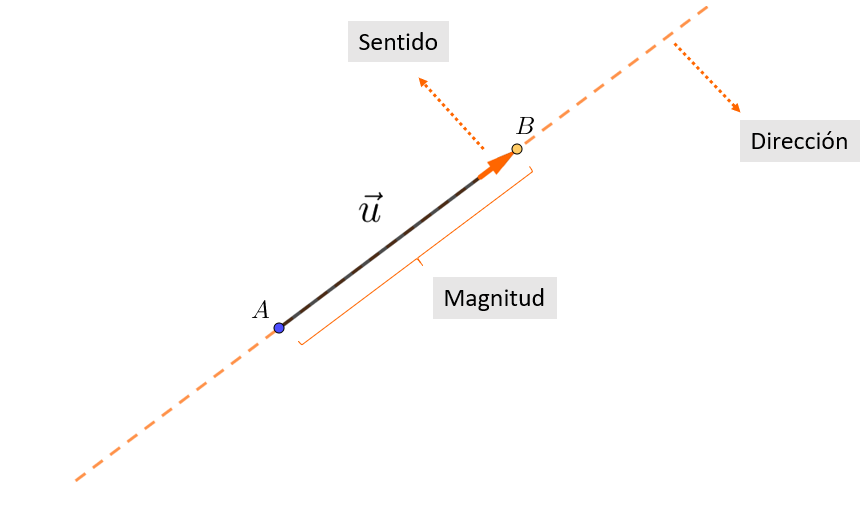 Sentido
B
Dirección
u⃗
Magnitud
A